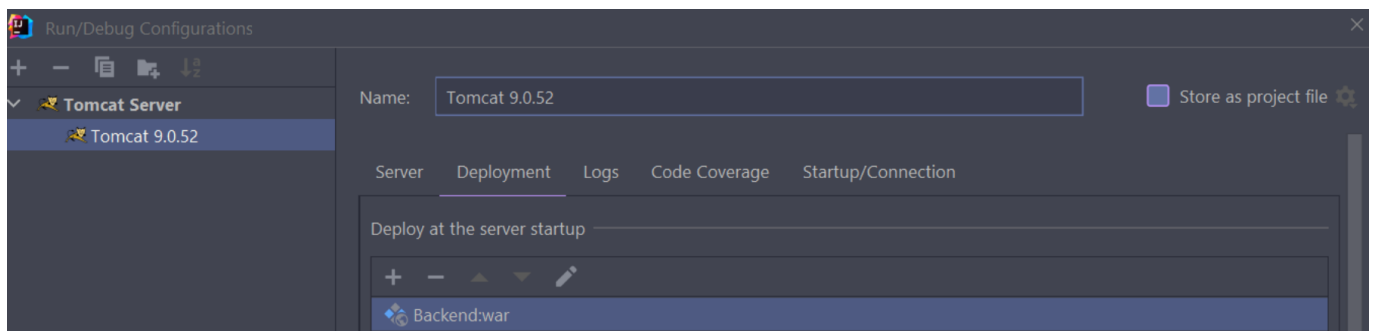 Run/Debug Configurations
Tomcat Server
Tomcat 9.0.52
Name: Tomcat 9.0.52 Store as project file
Server Deployment Logs Code Coverage Startup/Connection
Deploy at the server startup
Backend:war